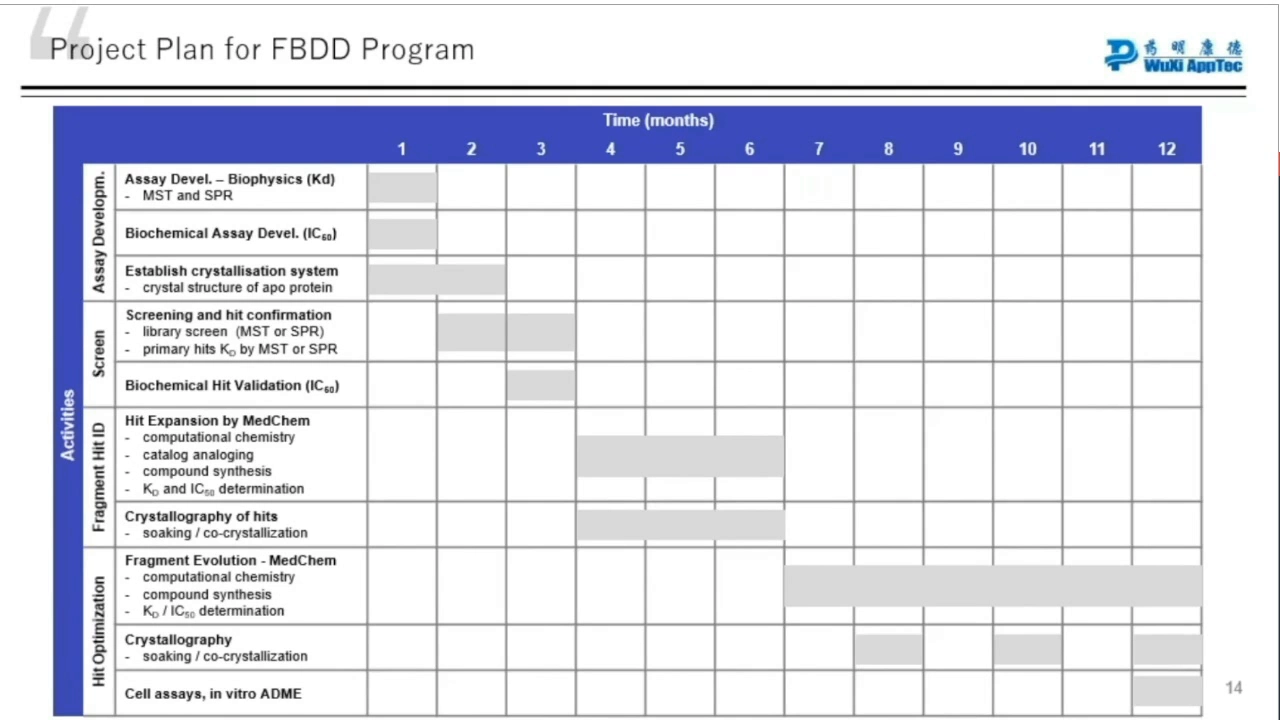 Project Plan for FBDD Program
药 明 康 德
WuXi AppTec
Time (months)
1 2 3 4 5 6 7 8 9 10 11 12
Activities
Assay Developm.
Assay Devel. – Biophysics (Kd)
- MST and SPR
Biochemical Assay Devel. (IC₅₀)
Establish crystallisation system
- crystal structure of apo protein
Screen
Screening and hit confirmation
- library screen (MST or SPR)
- primary hits K_D by MST or SPR
Biochemical Hit Validation (IC₅₀)
Fragment Hit ID
Hit Expansion by MedChem
- computational chemistry
- catalog analoging
- compound synthesis
- K_D and IC₅₀ determination
Crystallography of hits
- soaking / co-crystallization
Hit Optimization
Fragment Evolution - MedChem
- computational chemistry
- compound synthesis
- K_D / IC₅₀ determination
Crystallography
- soaking / co-crystallization
Cell assays, in vitro ADME
14